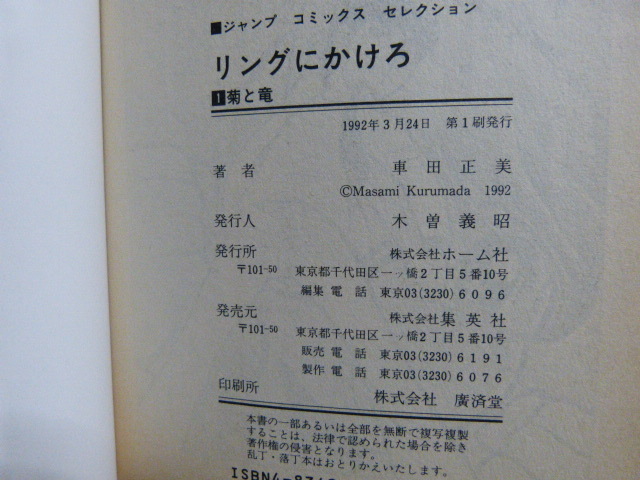 ■ジャンプ コミックス セレクション
リングにかけろ
1菊と竜
1992年3月24日 第1刷発行
著者 車田正美
©Masami Kurumada 1992
発行人 木曽義昭
発行所 株式会社ホーム社
〒101-50 東京都千代田区一ッ橋2丁目5番10号
編集 電話 東京03(3230)6096
発売元 株式会社集英社
〒101-50 東京都千代田区一ッ橋2丁目5番10号
販売 電話 東京03(3230)6191
製作 電話 東京03(3230)6076
印刷所 株式会社 廣済堂
本書の一部あるいは全部を無断で複写複製
することは、法律で認められた場合を除き
著作権の侵害となります。
乱丁・落丁本はおとりかえいたします。
ISBN4-834